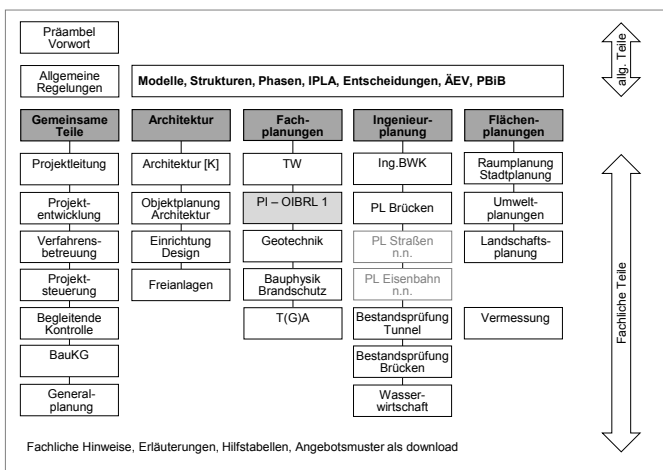 Präambel
Vorwort
allg. Teile
Allgemeine
Regelungen
Modelle, Strukturen, Phasen, IPLA, Entscheidungen, ÄEV, PBiB
Gemeinsame
Teile
Projektleitung
Projekt-
entwicklung
Verfahrens-
betreuung
Projekt-
steuerung
Begleitende
Kontrolle
BauKG
General-
planung
Architektur
Architektur [K]
Objektplanung
Architektur
Einrichtung
Design
Freianlagen
Fach-
planungen
TW
PI – OIBRL 1
Geotechnik
Bauphysik
Brandschutz
T(G)A
Ingenieur-
planung
Ing.BWK
PL Brücken
PL Straßen
n.n.
PL Eisenbahn
n.n.
Bestandsprüfung
Tunnel
Bestandsprüfung
Brücken
Wasser-
wirtschaft
Flächen-
planungen
Raumplanung
Stadtplanung
Umwelt-
planungen
Landschafts-
planung
Vermessung
Fachliche Teile
Fachliche Hinweise, Erläuterungen, Hilfstabellen, Angebotsmuster als download